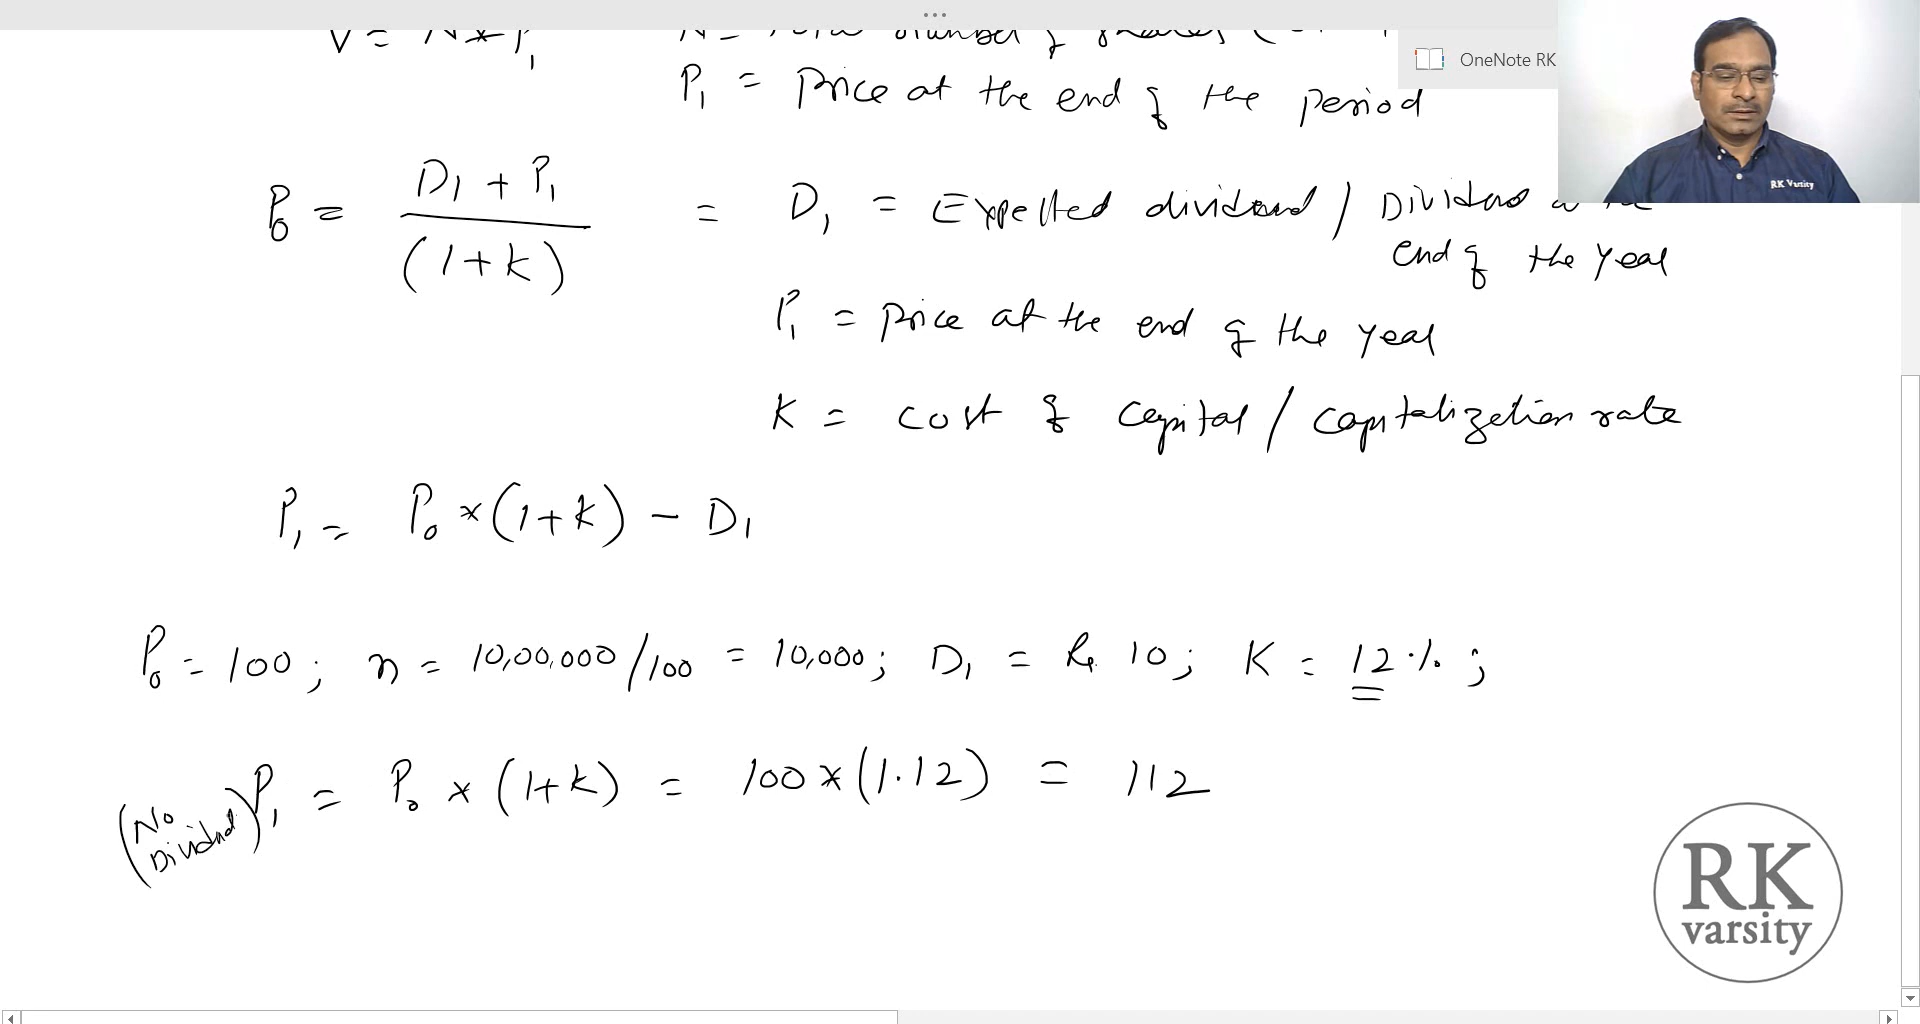 V = N * P₁
P₁ = Price at the end of the period
OneNote RK
RK Varsity
P₀ = D₁ + P₁ / (1+k) = D₁ = Expected dividend / Dividend
end of the year
P₁ = price at the end of the year
K = cost of capital / capitalization rate
P₁ = P₀ * (1+k) - D₁
P₀ = 100; n = 10,00,000/100 = 10,000; D₁ = Rs. 10; K = 12%;
(No Dividend) P₁ = P₀ * (1+k) = 100 * (1.12) = 112
RK
varsity